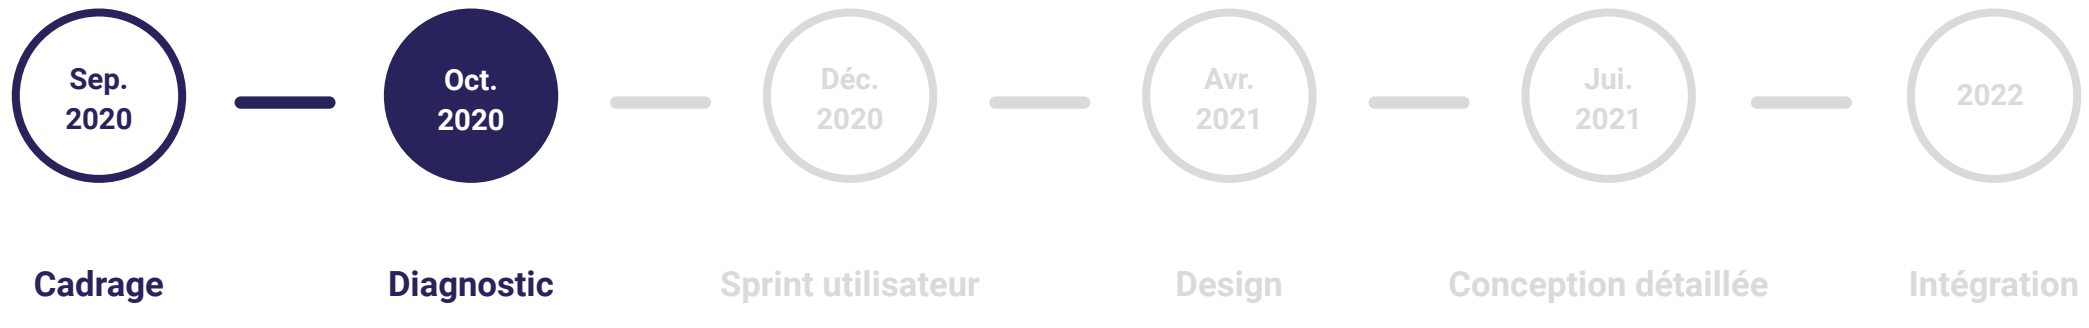 Sep.
2020
Oct.
2020
Déc.
2020
Avr.
2021
Jui.
2021
2022
Cadrage
Diagnostic
Sprint utilisateur
Design
Conception détaillée
Intégration